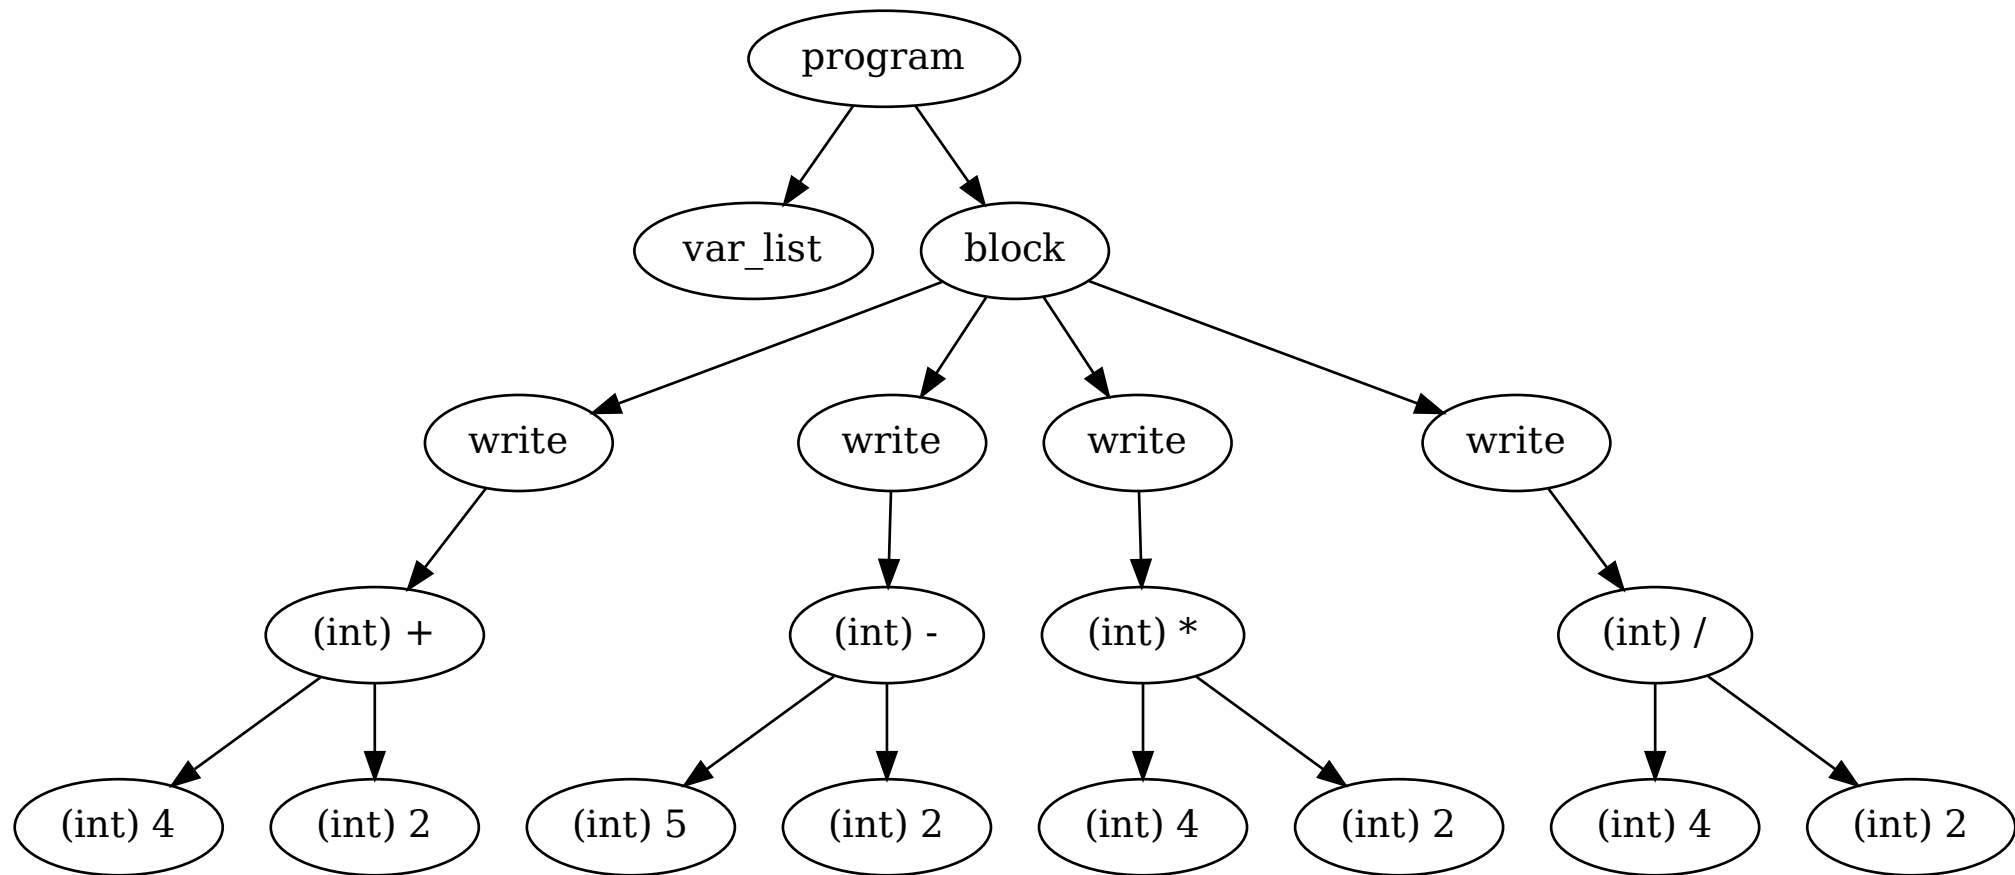 program
var_list
block
write
write
write
write
(int) +
(int) -
(int) *
(int) /
(int) 4
(int) 2
(int) 5
(int) 2
(int) 4
(int) 2
(int) 4
(int) 2